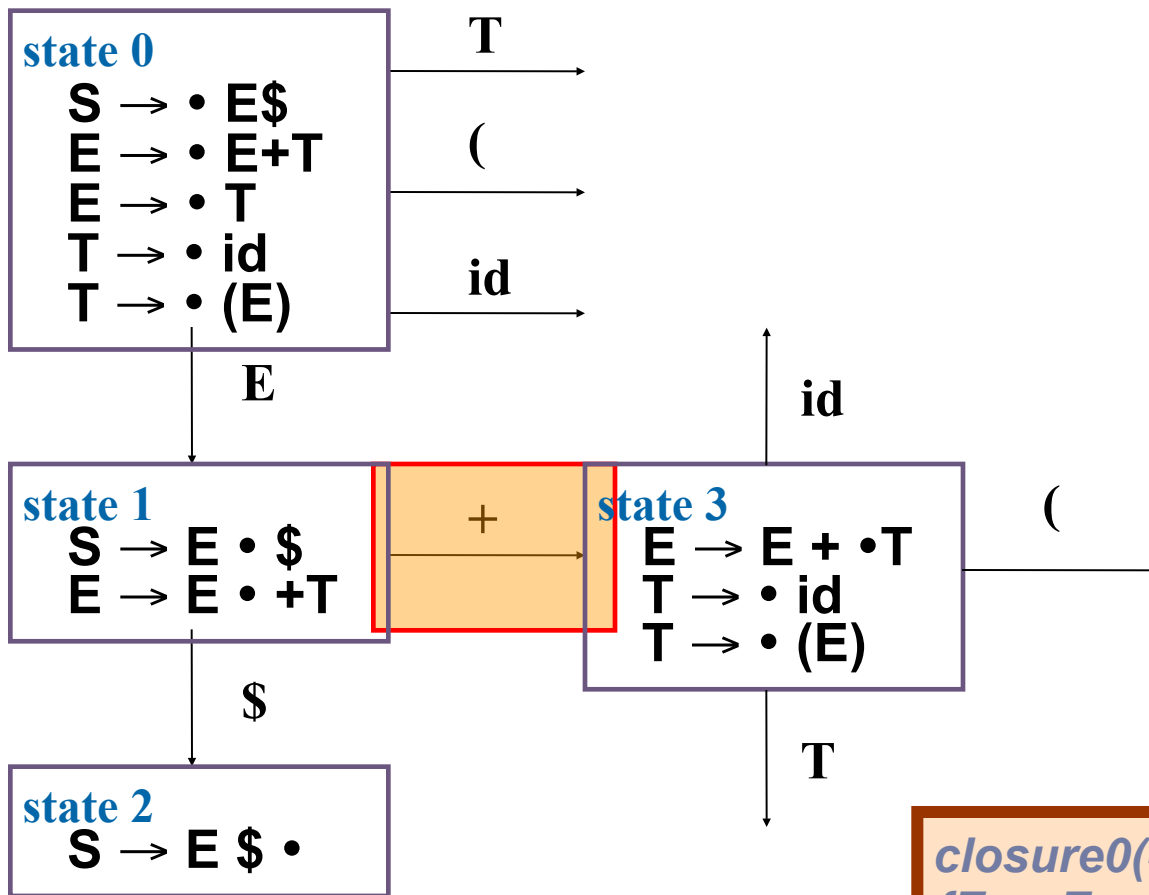 state 0
S → • E$
E → • E+T
E → • T
T → • id
T → • (E)
T
(
id
E
state 1
S → E • $
E → E • +T
+
state 3
E → E + •T
T → • id
T → • (E)
id
(
T
$
state 2
S → E $ •
closure0(